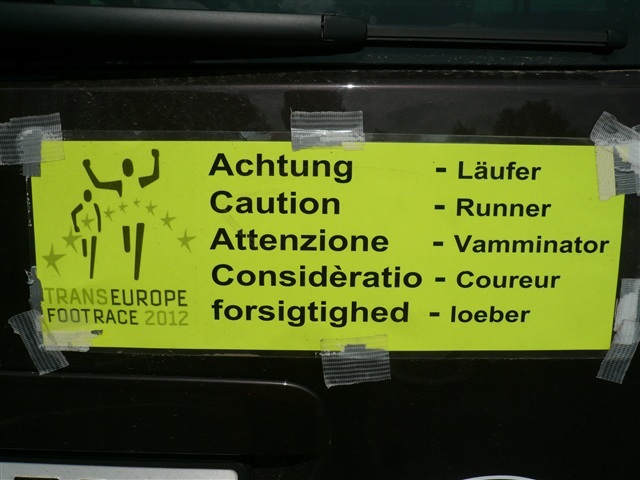 Achtung - Läufer
Caution - Runner
Attenzione - Vamminator
Considèratio - Coureur
forsigtighed - loeber
TRANSEUROPE
FOOTRACE 2012